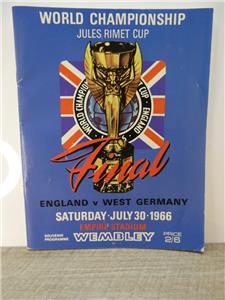 WORLD CHAMPIONSHIP
JULES RIMET CUP
WORLD CHAMPIONSHIP
CUP
ENGLAND
Final
ENGLAND v WEST GERMANY
SATURDAY·JULY 30·1966
EMPIRE STADIUM
SOUVENIR
PROGRAMME
WEMBLEY
PRICE
2/6